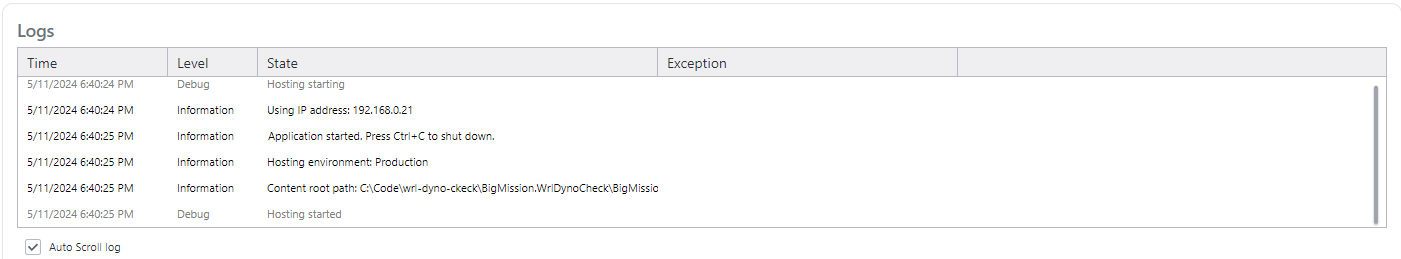 Logs
Time Level State Exception
5/11/2024 6:40:24 PM Debug Hosting starting
5/11/2024 6:40:24 PM Information Using IP address: 192.168.0.21
5/11/2024 6:40:25 PM Information Application started. Press Ctrl+C to shut down.
5/11/2024 6:40:25 PM Information Hosting environment: Production
5/11/2024 6:40:25 PM Information Content root path: C:\Code\wrl-dyno-ckeck\BigMission.WrlDynoCheck\BigMissio
5/11/2024 6:40:25 PM Debug Hosting started
Auto Scroll log